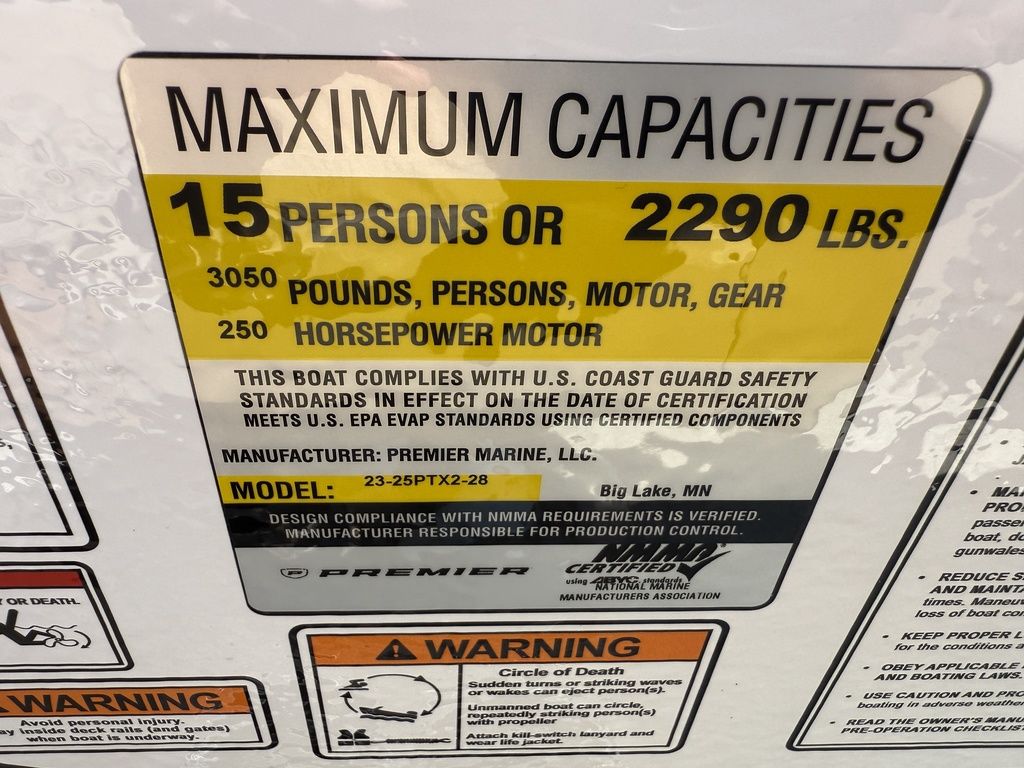 MAXIMUM CAPACITIES
15 PERSONS OR 2290 LBS.
3050 POUNDS, PERSONS, MOTOR, GEAR
250 HORSEPOWER MOTOR
THIS BOAT COMPLIES WITH U.S. COAST GUARD SAFETY
STANDARDS IN EFFECT ON THE DATE OF CERTIFICATION
MEETS U.S. EPA EVAP STANDARDS USING CERTIFIED COMPONENTS
MANUFACTURER: PREMIER MARINE, LLC.
MODEL: 23-25PTX2-28 Big Lake, MN
DESIGN COMPLIANCE WITH NMMA REQUIREMENTS IS VERIFIED.
MANUFACTURER RESPONSIBLE FOR PRODUCTION CONTROL.
PREMIER
NMMA
CERTIFIED
using ABYC standards
NATIONAL MARINE
MANUFACTURERS ASSOCIATION
OR DEATH.
WARNING
Avoid personal injury.
inside deck rails (and gates)
when boat is underway.
WARNING
Circle of Death
Sudden turns or striking waves
or wakes can eject person(s).
Unmanned boat can circle,
repeatedly striking person(s)
with propeller
Attach kill-switch lanyard and
wear life jacket.
boat,
gunwales
REDUCE
AND
times.
loss of boat
KEEP PROPER
for the conditions
OBEY APPLICABLE
AND BOATING LAWS.
USE CAUTION AND
boating in adverse
READ THE OWNER'S
PRE-OPERATION